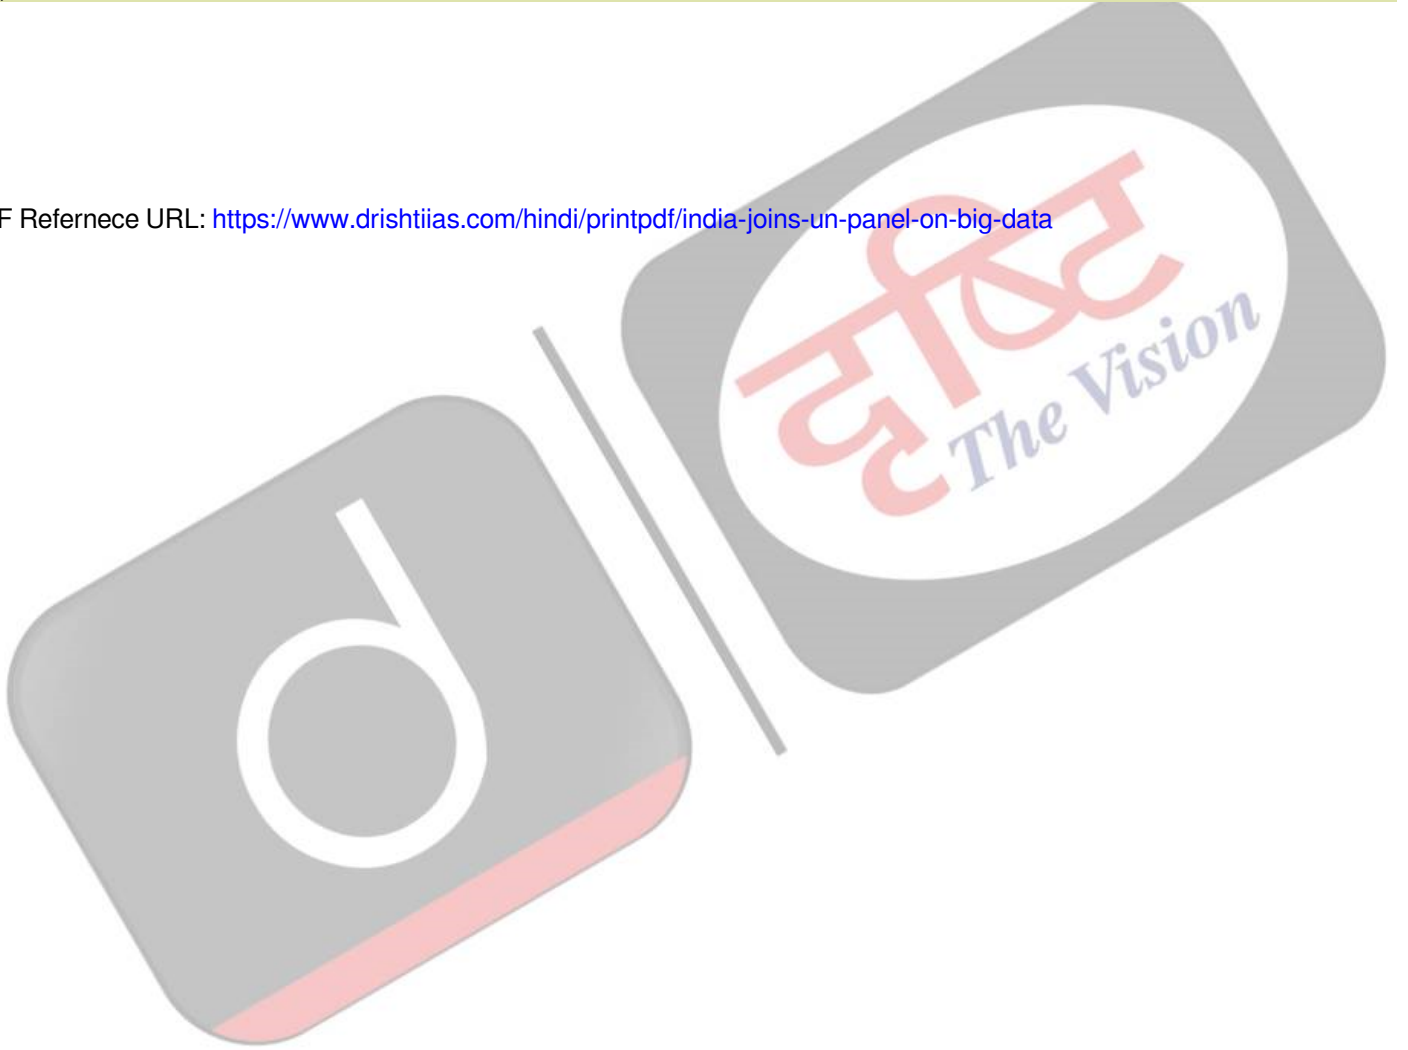 F Refernece URL: https://www.drishtiias.com/hindi/printpdf/india-joins-un-panel-on-big-data
दृष्टि
The Vision
d